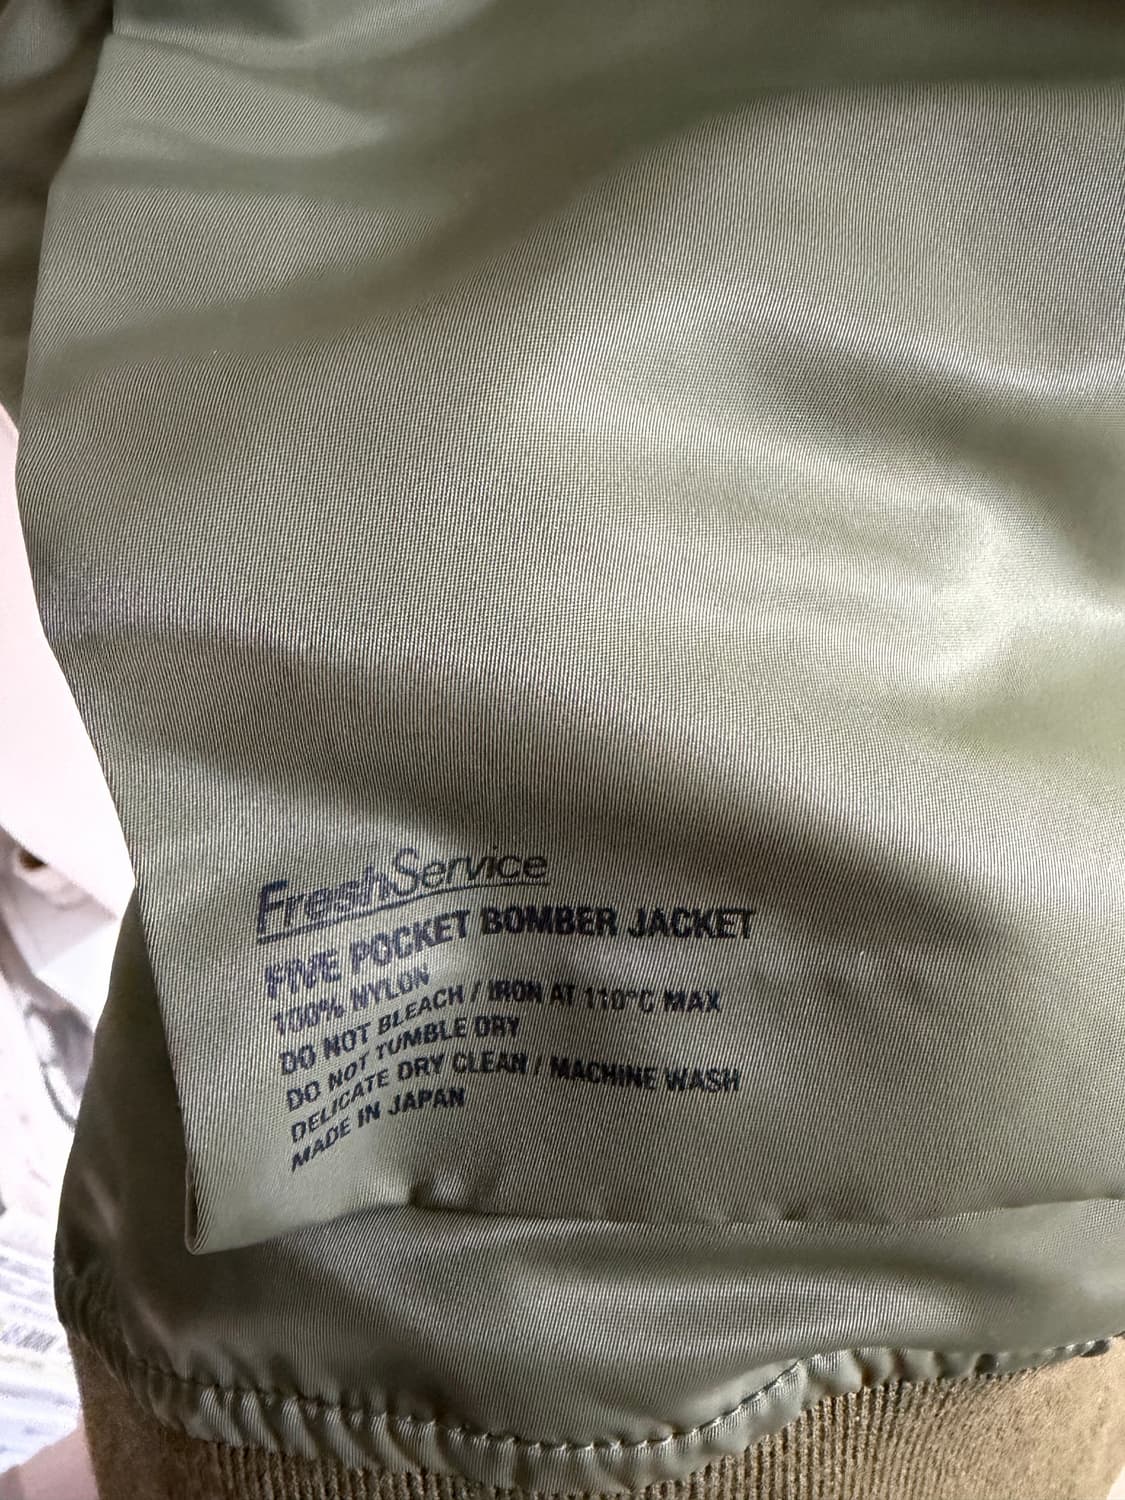 FreshService
FIVE POCKET BOMBER JACKET
100% NYLON
DO NOT BLEACH / IRON AT 110°C MAX
DO NOT TUMBLE DRY
DELICATE DRY CLEAN / MACHINE WASH
MADE IN JAPAN